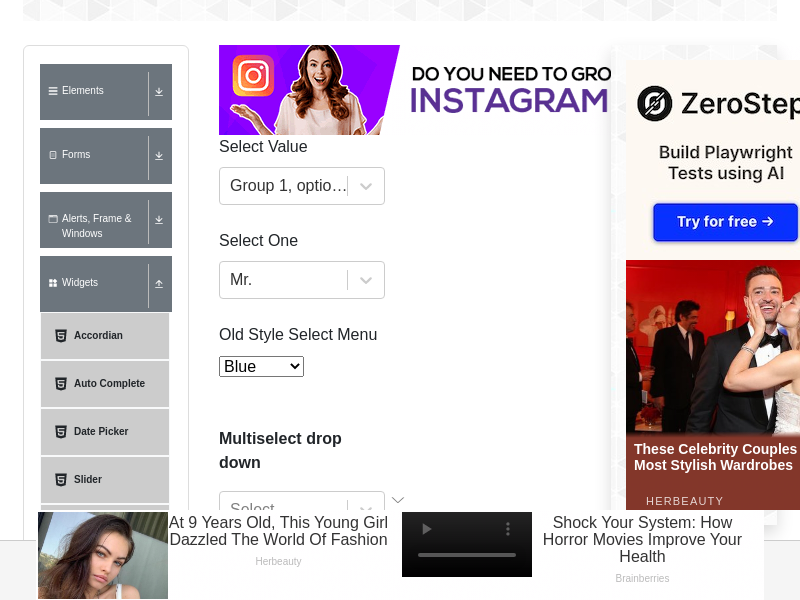 Elements
Forms
Alerts, Frame &
Windows
Widgets
Accordian
Auto Complete
Date Picker
Slider
DO YOU NEED TO GRO
INSTAGRAM
Select Value
Group 1, optio...
Select One
Mr.
Old Style Select Menu
Blue
Multiselect drop
down
Select...
ZeroStep
Build Playwright
Tests using AI
Try for free →
These Celebrity Couples
Most Stylish Wardrobes
HERBEAUTY
At 9 Years Old, This Young Girl
Dazzled The World Of Fashion
Herbeauty
Shock Your System: How
Horror Movies Improve Your
Health
Brainberries